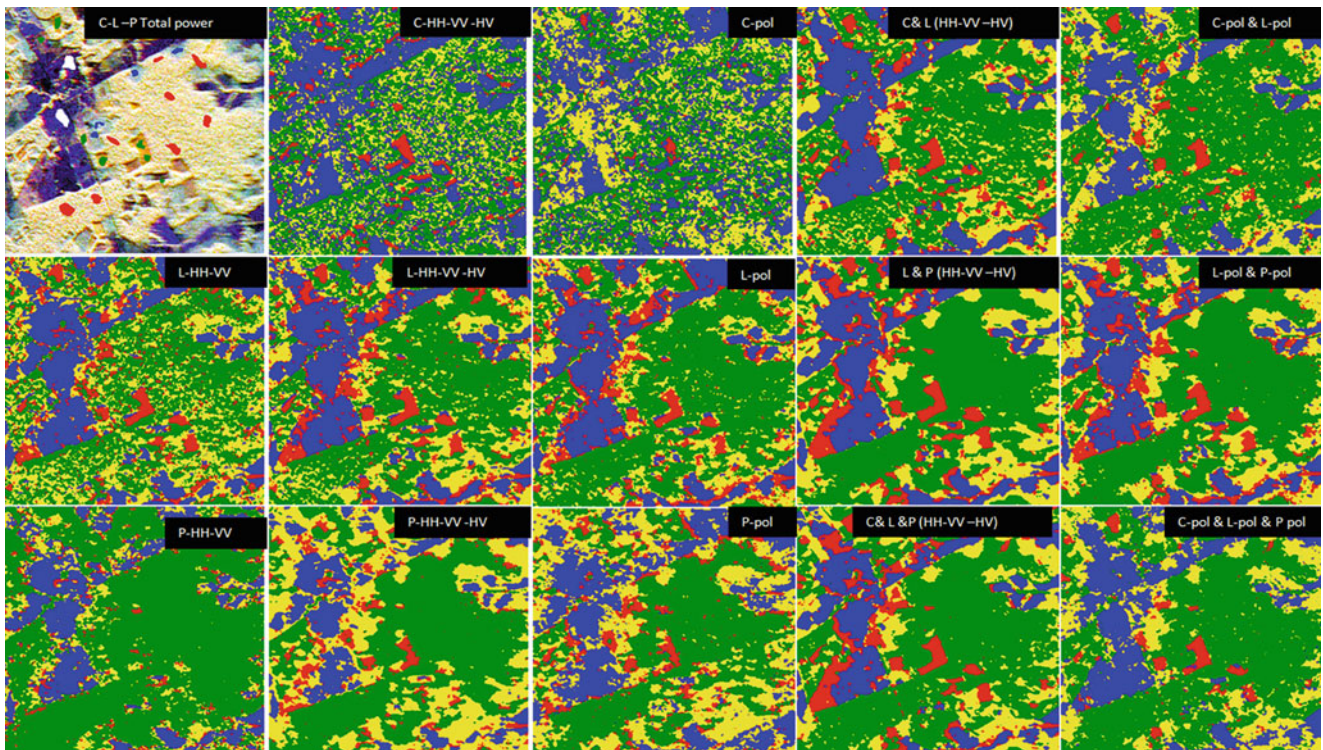 C-L –P Total power
C-HH-VV -HV
C-pol
C& L (HH-VV –HV)
C-pol & L-pol
L-HH-VV
L-HH-VV -HV
L-pol
L & P (HH-VV –HV)
L-pol & P-pol
P-HH-VV
P-HH-VV -HV
P-pol
C& L &P (HH-VV –HV)
C-pol & L-pol & P pol